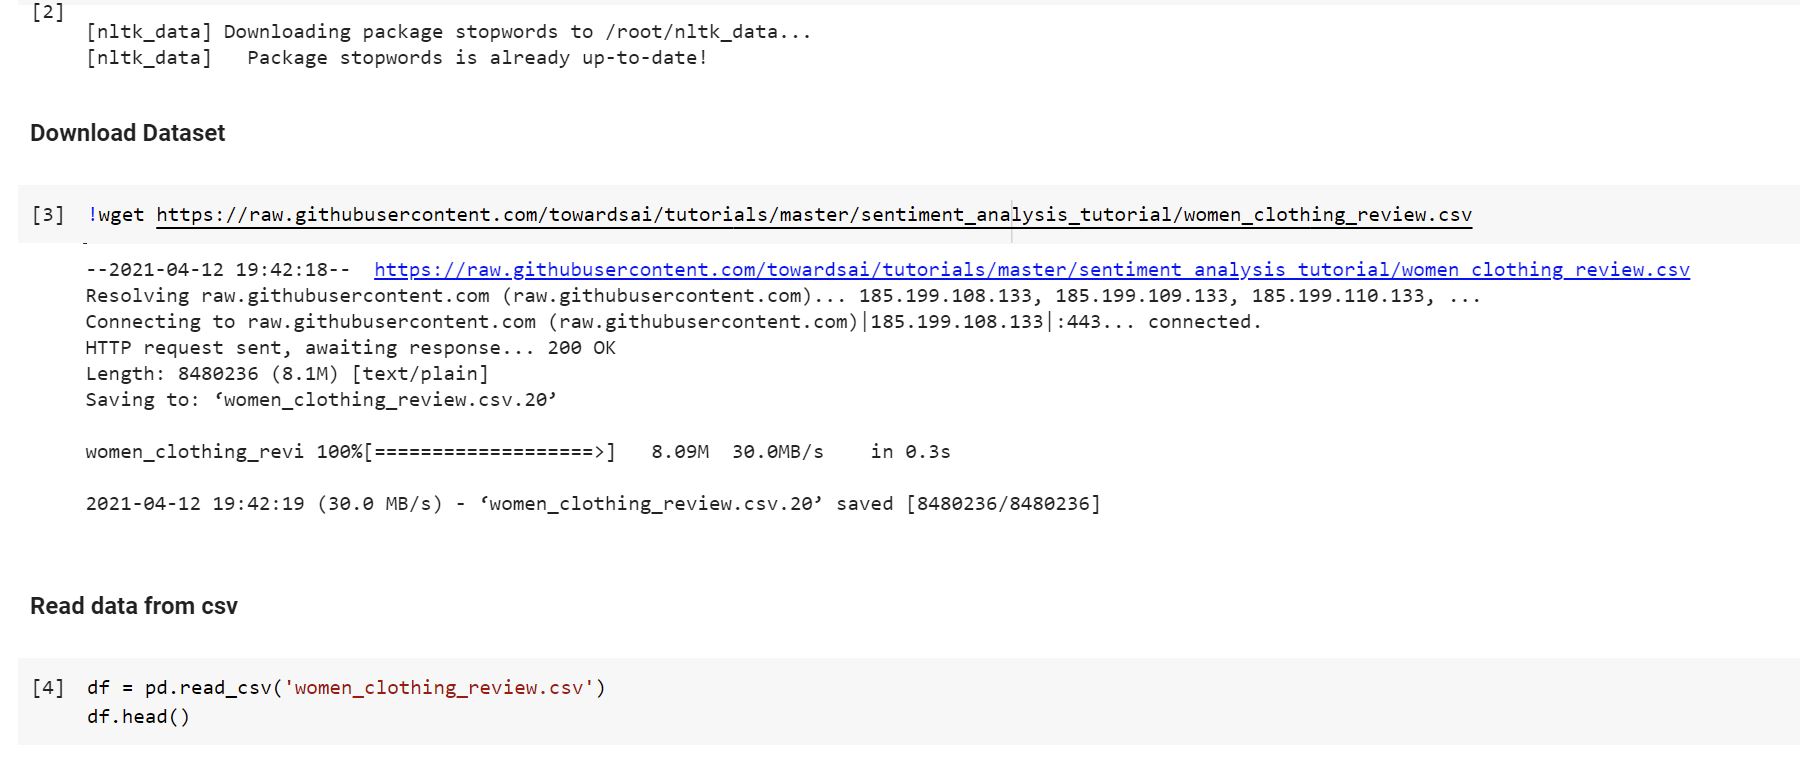 [2]
[nltk_data] Downloading package stopwords to /root/nltk_data...
[nltk_data]   Package stopwords is already up-to-date!
Download Dataset
[3] !wget https://raw.githubusercontent.com/towardsai/tutorials/master/sentiment_analysis_tutorial/women_clothing_review.csv
--2021-04-12 19:42:18--  https://raw.githubusercontent.com/towardsai/tutorials/master/sentiment_analysis_tutorial/women_clothing_review.csv
Resolving raw.githubusercontent.com (raw.githubusercontent.com)... 185.199.108.133, 185.199.109.133, 185.199.110.133, ...
Connecting to raw.githubusercontent.com (raw.githubusercontent.com)|185.199.108.133|:443... connected.
HTTP request sent, awaiting response... 200 OK
Length: 8480236 (8.1M) [text/plain]
Saving to: ‘women_clothing_review.csv.20’
women_clothing_revi 100%[===================>]   8.09M  30.0MB/s    in 0.3s
2021-04-12 19:42:19 (30.0 MB/s) - ‘women_clothing_review.csv.20’ saved [8480236/8480236]
Read data from csv
[4] df = pd.read_csv('women_clothing_review.csv')
df.head()